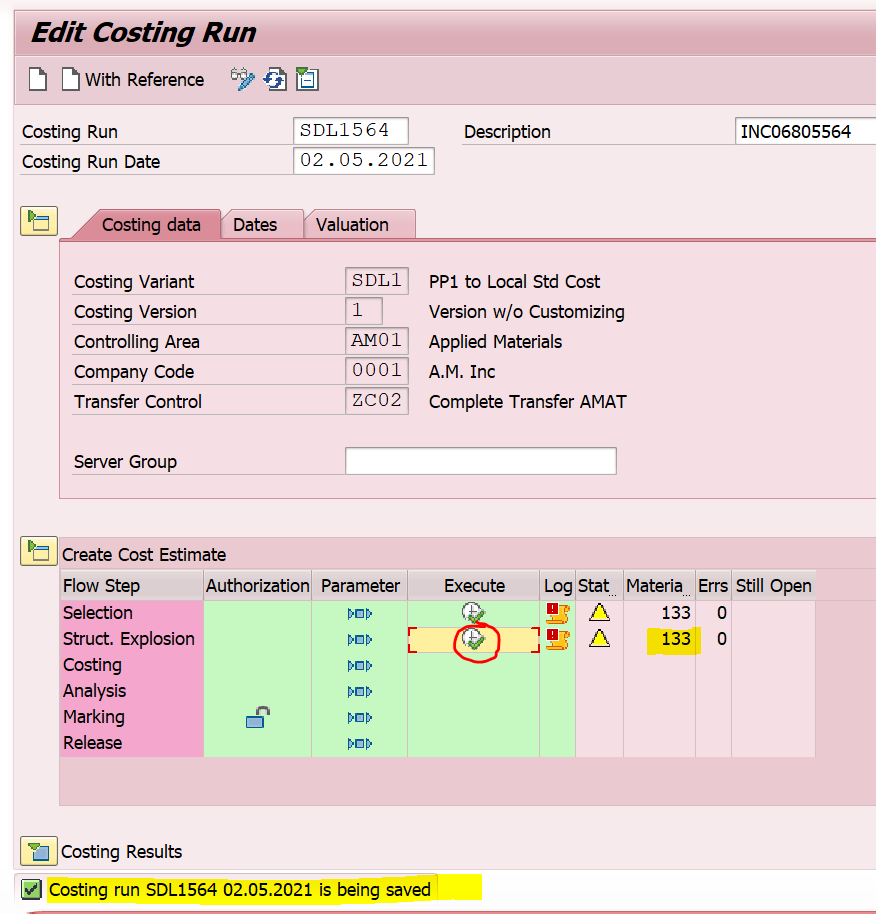 Edit Costing Run
With Reference
Costing Run SDL1564 Description INC06805564
Costing Run Date 02.05.2021
Costing data Dates Valuation
Costing Variant SDL1 PP1 to Local Std Cost
Costing Version 1 Version w/o Customizing
Controlling Area AM01 Applied Materials
Company Code 0001 A.M. Inc
Transfer Control ZC02 Complete Transfer AMAT
Server Group
Create Cost Estimate
Flow Step Authorization Parameter Execute Log Stat... Materia... Errs Still Open
Selection 133 0
Struct. Explosion 133 0
Costing
Analysis
Marking
Release
Costing Results
Costing run SDL1564 02.05.2021 is being saved